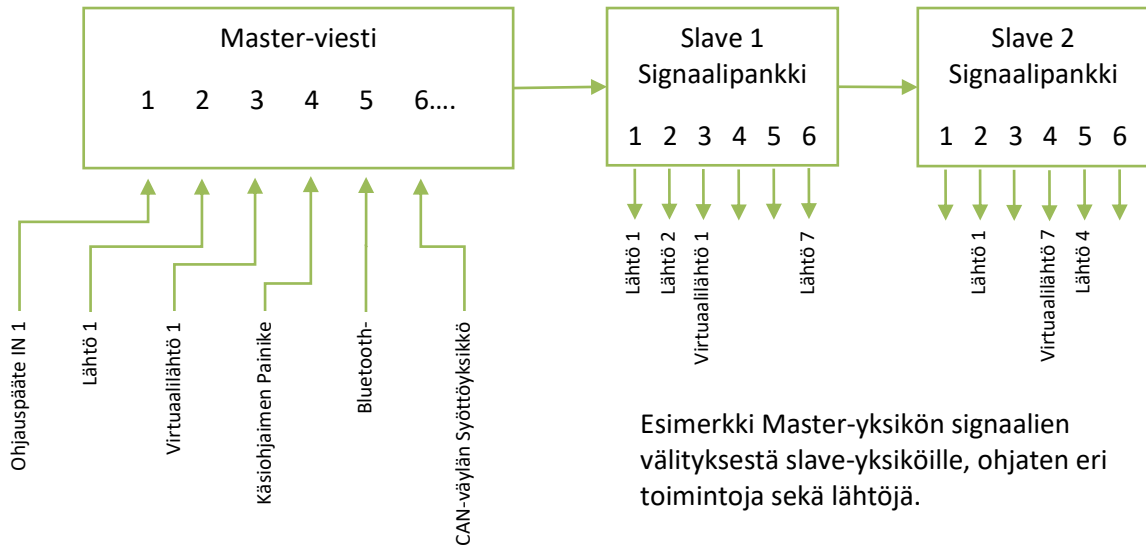 Master-viesti
1 2 3 4 5 6....
Slave 1
Signaalipankki
1 2 3 4 5 6
Slave 2
Signaalipankki
1 2 3 4 5 6
Ohjauspääte IN 1
Lähtö 1
Virtuaalilähtö 1
Käsiohjaimen Painike
Bluetooth-
CAN-väylän Syöttöyksikkö
Lähtö 1
Lähtö 2
Virtuaalilähtö 1
Lähtö 7
Lähtö 1
Virtuaalilähtö 7
Lähtö 4
Esimerkki Master-yksikön signaalien
välityksestä slave-yksiköille, ohjaten eri
toimintoja sekä lähtöjä.